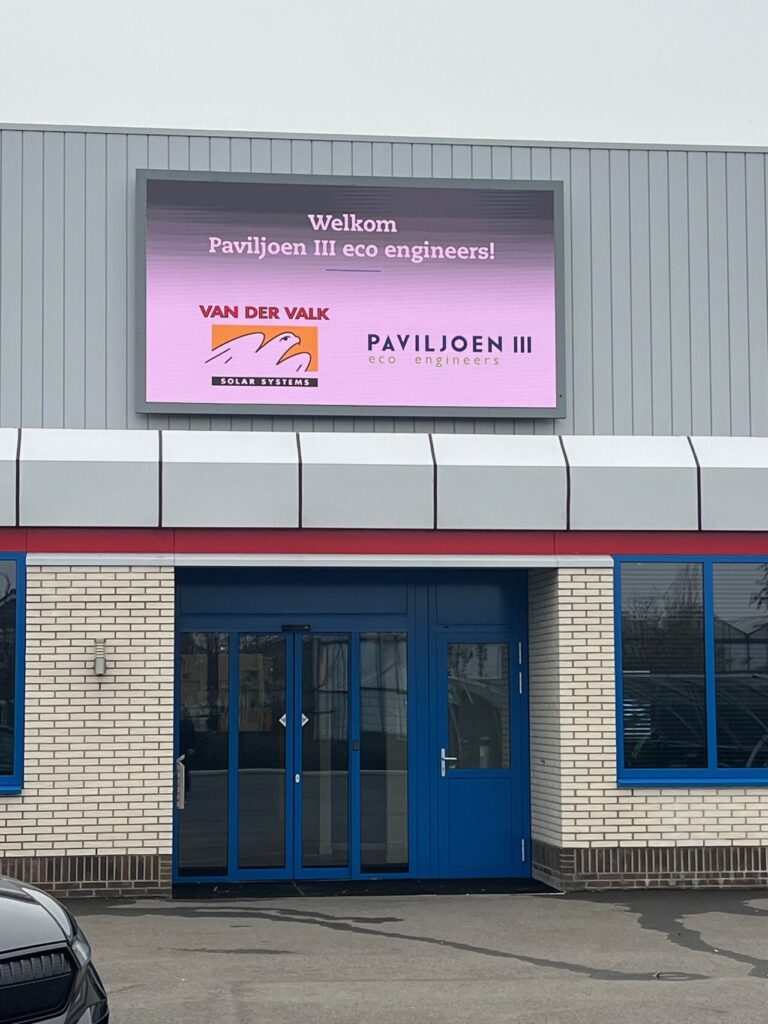 Welkom
Paviljoen III eco engineers!
VAN DER VALK
SOLAR SYSTEMS
PAVILJOEN III
eco engineers